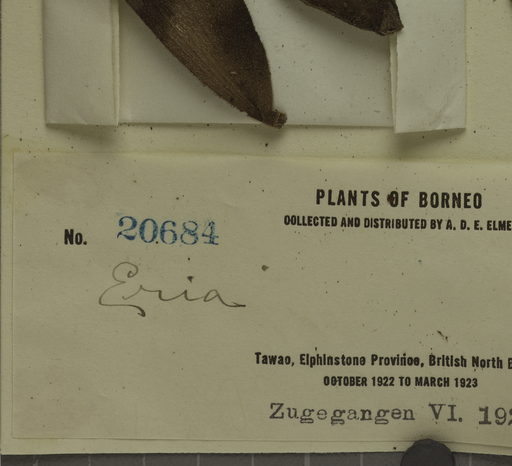 PLANTS OF BORNEO
COLLECTED AND DISTRIBUTED BY A. D. E. ELME
No. 20684
Eria
Tawao, Elphinstone Province, British North B
OCTOBER 1922 TO MARCH 1923
Zugegangen VI. 192